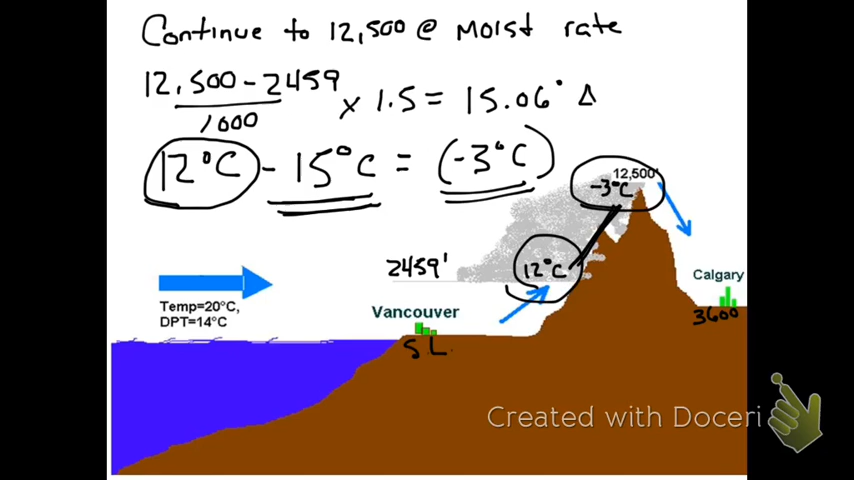 Continue to 12,500 @ moist rate
12,500 - 2459
1000
x 1.5 = 15.06° Δ
12°C - 15°C = (-3°C)
12,500'
-3°C
2459'
12°C
Calgary
3600
Temp=20°C,
DPT=14°C
Vancouver
SL
Created with Doceri